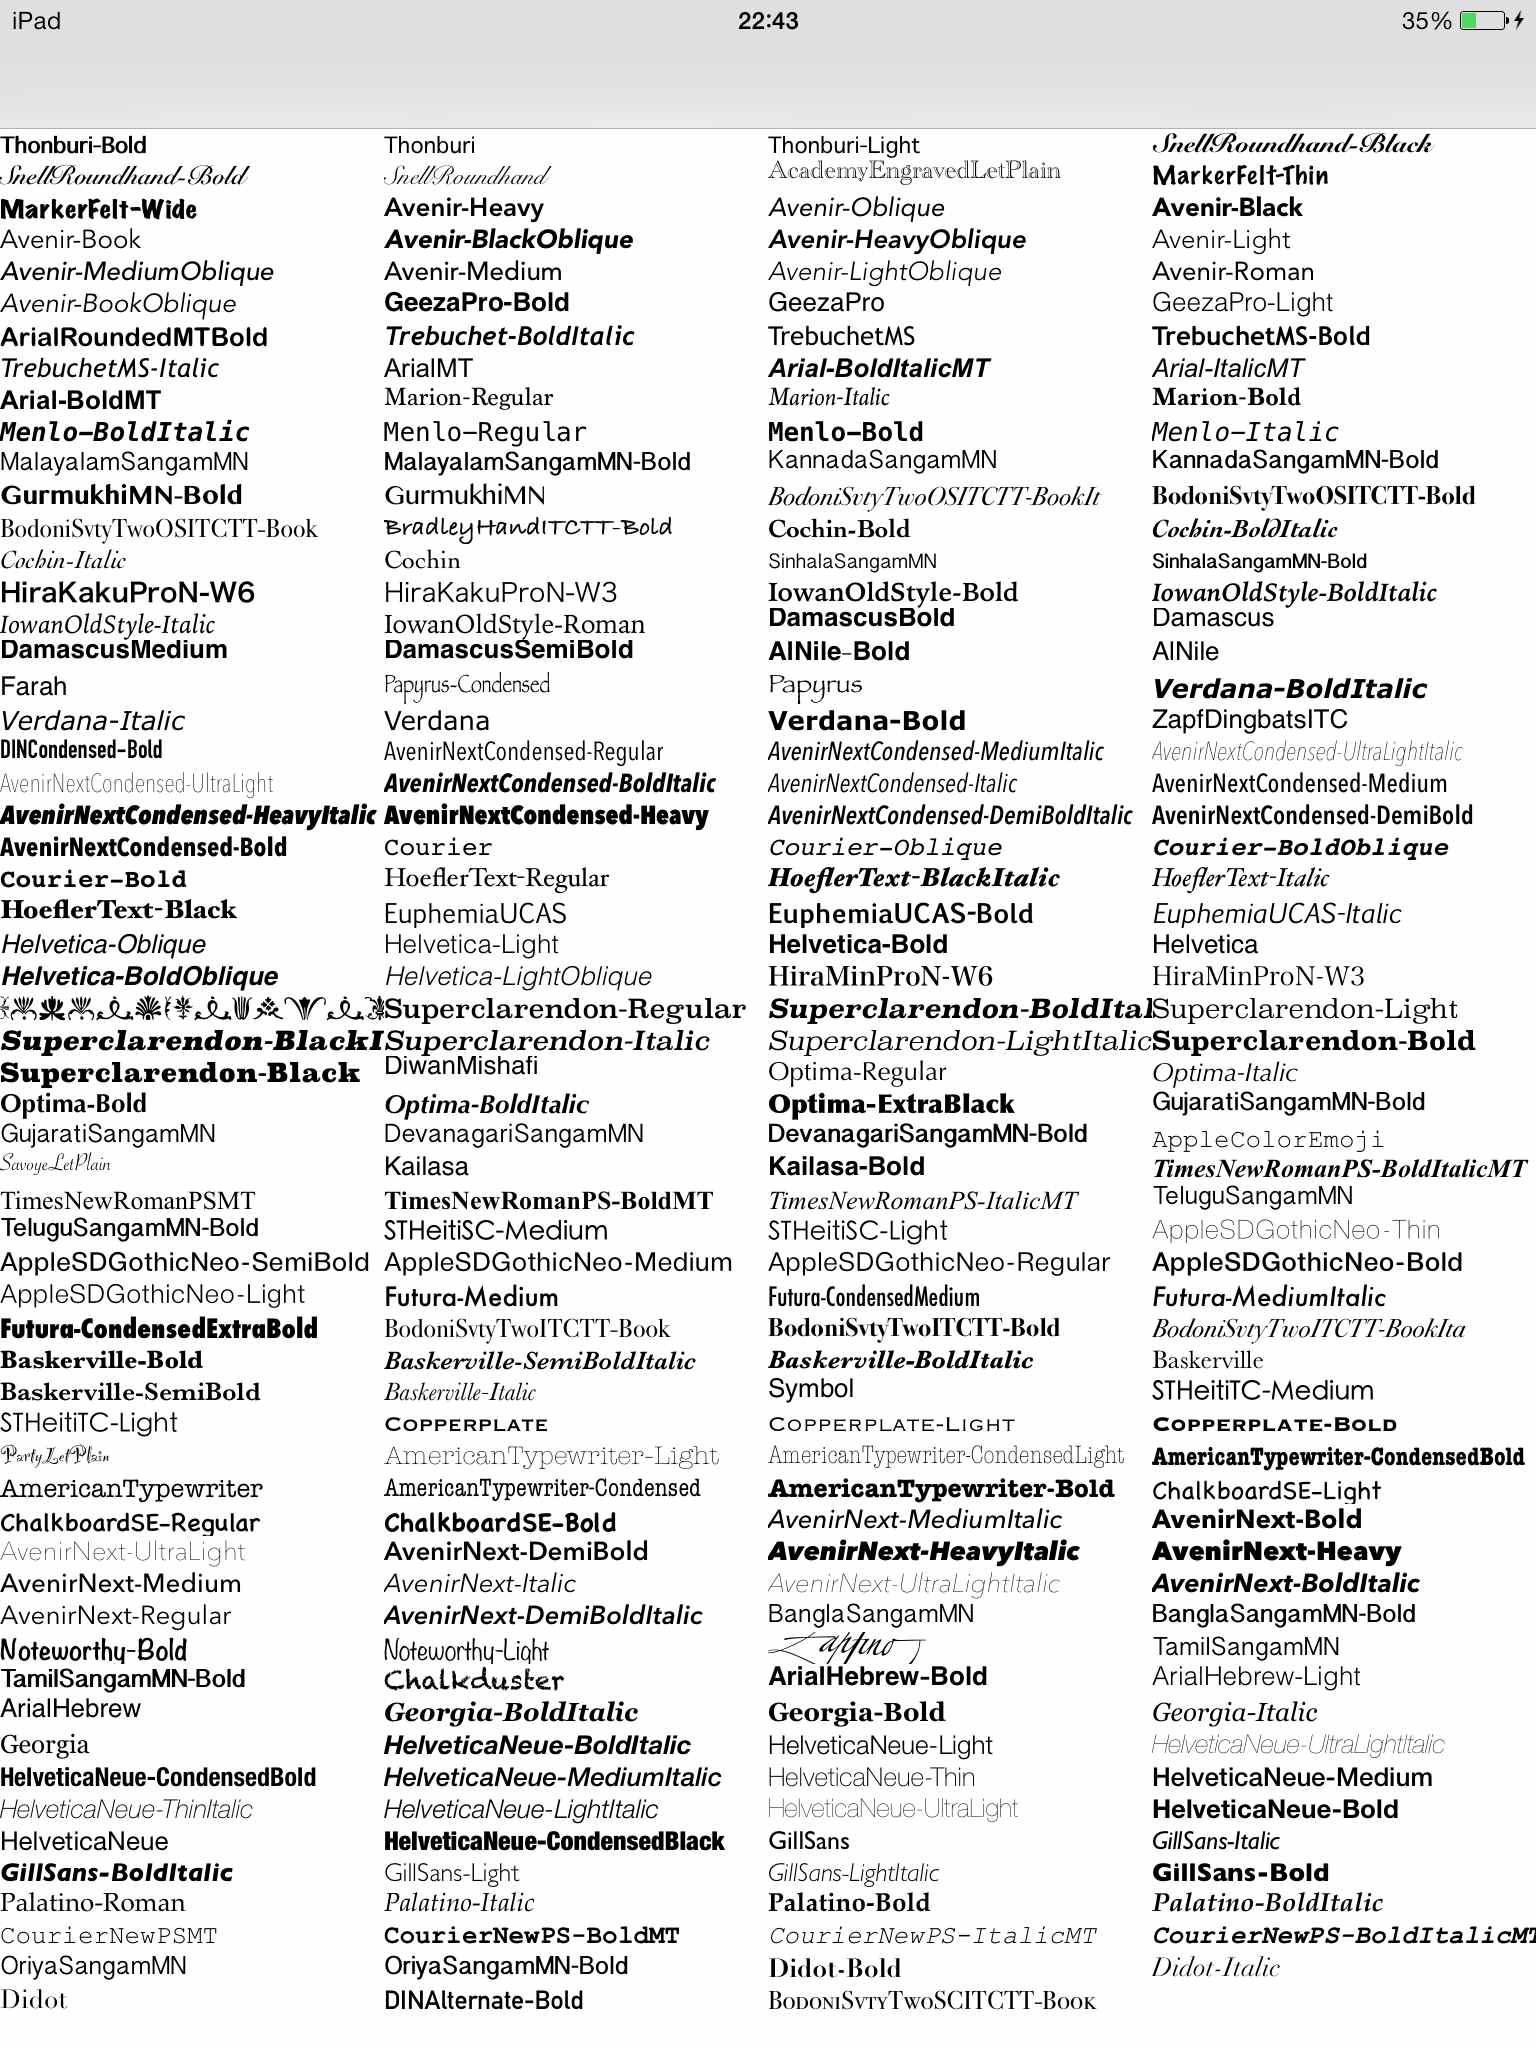 iPad 22:43 35%
Thonburi-Bold Thonburi Thonburi-Light SnellRoundhand-Black
SnellRoundhand-Bold SnellRoundhand AcademyEngravedLetPlain MarkerFelt-Thin
MarkerFelt-Wide Avenir-Heavy Avenir-Oblique Avenir-Black
Avenir-Book Avenir-BlackOblique Avenir-HeavyOblique Avenir-Light
Avenir-MediumOblique Avenir-Medium Avenir-LightOblique Avenir-Roman
Avenir-BookOblique GeezaPro-Bold GeezaPro GeezaPro-Light
ArialRoundedMTBold Trebuchet-BoldItalic TrebuchetMS TrebuchetMS-Bold
TrebuchetMS-Italic ArialMT Arial-BoldItalicMT Arial-ItalicMT
Arial-BoldMT Marion-Regular Marion-Italic Marion-Bold
Menlo-BoldItalic Menlo-Regular Menlo-Bold Menlo-Italic
MalayalamSangamMN MalayalamSangamMN-Bold KannadaSangamMN KannadaSangamMN-Bold
GurmukhiMN-Bold GurmukhiMN BodoniSvtyTwoOSITCTT-BookIt BodoniSvtyTwoOSITCTT-Bold
BodoniSvtyTwoOSITCTT-Book BradleyHandITCTT-Bold Cochin-Bold Cochin-BoldItalic
Cochin-Italic Cochin SinhalaSangamMN SinhalaSangamMN-Bold
HiraKakuProN-W6 HiraKakuProN-W3 IowanOldStyle-Bold IowanOldStyle-BoldItalic
IowanOldStyle-Italic IowanOldStyle-Roman DamascusBold Damascus
DamascusMedium DamascusSemiBold AlNile-Bold AlNile
Farah Papyrus-Condensed Papyrus Verdana-BoldItalic
Verdana-Italic Verdana Verdana-Bold ZapfDingbatsITC
DINCondensed-Bold AvenirNextCondensed-Regular AvenirNextCondensed-MediumItalic AvenirNextCondensed-UltraLightItalic
AvenirNextCondensed-UltraLight AvenirNextCondensed-BoldItalic AvenirNextCondensed-Italic AvenirNextCondensed-Medium
AvenirNextCondensed-HeavyItalic AvenirNextCondensed-Heavy AvenirNextCondensed-DemiBoldItalic AvenirNextCondensed-DemiBold
AvenirNextCondensed-Bold Courier Courier-Oblique Courier-BoldOblique
Courier-Bold HoeflerText-Regular HoeflerText-BlackItalic HoeflerText-Italic
HoeflerText-Black EuphemiaUCAS EuphemiaUCAS-Bold EuphemiaUCAS-Italic
Helvetica-Oblique Helvetica-Light Helvetica-Bold Helvetica
Helvetica-BoldOblique Helvetica-LightOblique HiraMinProN-W6 HiraMinProN-W3
Superclarendon-Regular Superclarendon-BoldItal Superclarendon-Light
Superclarendon-BlackI Superclarendon-Italic Superclarendon-LightItalic Superclarendon-Bold
Superclarendon-Black DiwanMishafi Optima-Regular Optima-Italic
Optima-Bold Optima-BoldItalic Optima-ExtraBlack GujaratiSangamMN-Bold
GujaratiSangamMN DevanagariSangamMN DevanagariSangamMN-Bold AppleColorEmoji
SavoyeLetPlain Kailasa Kailasa-Bold TimesNewRomanPS-BoldItalicMT
TimesNewRomanPSMT TimesNewRomanPS-BoldMT TimesNewRomanPS-ItalicMT TeluguSangamMN
TeluguSangamMN-Bold STHeitiSC-Medium STHeitiSC-Light AppleSDGothicNeo-Thin
AppleSDGothicNeo-SemiBold AppleSDGothicNeo-Medium AppleSDGothicNeo-Regular AppleSDGothicNeo-Bold
AppleSDGothicNeo-Light Futura-Medium Futura-CondensedMedium Futura-MediumItalic
Futura-CondensedExtraBold BodoniSvtyTwoITCTT-Book BodoniSvtyTwoITCTT-Bold BodoniSvtyTwoITCTT-BookIta
Baskerville-Bold Baskerville-SemiBoldItalic Baskerville-BoldItalic Baskerville
Baskerville-SemiBold Baskerville-Italic Symbol STHeitiTC-Medium
STHeitiTC-Light Copperplate Copperplate-Light Copperplate-Bold
PartyLetPlain AmericanTypewriter-Light AmericanTypewriter-CondensedLight AmericanTypewriter-CondensedBold
AmericanTypewriter AmericanTypewriter-Condensed AmericanTypewriter-Bold ChalkboardSE-Light
ChalkboardSE-Regular ChalkboardSE-Bold AvenirNext-MediumItalic AvenirNext-Bold
AvenirNext-UltraLight AvenirNext-DemiBold AvenirNext-HeavyItalic AvenirNext-Heavy
AvenirNext-Medium AvenirNext-Italic AvenirNext-UltraLightItalic AvenirNext-BoldItalic
AvenirNext-Regular AvenirNext-DemiBoldItalic BanglaSangamMN BanglaSangamMN-Bold
Noteworthy-Bold Noteworthy-Light Zapfino TamilSangamMN
TamilSangamMN-Bold Chalkduster ArialHebrew-Bold ArialHebrew-Light
ArialHebrew Georgia-BoldItalic Georgia-Bold Georgia-Italic
Georgia HelveticaNeue-BoldItalic HelveticaNeue-Light HelveticaNeue-UltraLightItalic
HelveticaNeue-CondensedBold HelveticaNeue-MediumItalic HelveticaNeue-Thin HelveticaNeue-Medium
HelveticaNeue-ThinItalic HelveticaNeue-LightItalic HelveticaNeue-UltraLight HelveticaNeue-Bold
HelveticaNeue HelveticaNeue-CondensedBlack GillSans GillSans-Italic
GillSans-BoldItalic GillSans-Light GillSans-LightItalic GillSans-Bold
Palatino-Roman Palatino-Italic Palatino-Bold Palatino-BoldItalic
CourierNewPSMT CourierNewPS-BoldMT CourierNewPS-ItalicMT CourierNewPS-BoldItalicMT
OriyaSangamMN OriyaSangamMN-Bold Didot-Bold Didot-Italic
Didot DINAlternate-Bold BodoniSvtyTwoSCITCTT-Book